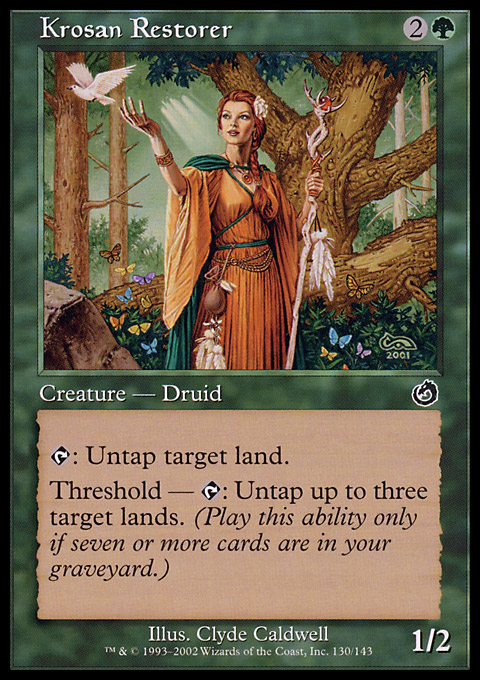 Krosan Restorer 2
2001
Creature — Druid
: Untap target land.
Threshold — : Untap up to three
target lands. (Play this ability only
if seven or more cards are in your
graveyard.)
Illus. Clyde Caldwell
™ & © 1993–2002 Wizards of the Coast, Inc. 130/143
1/2